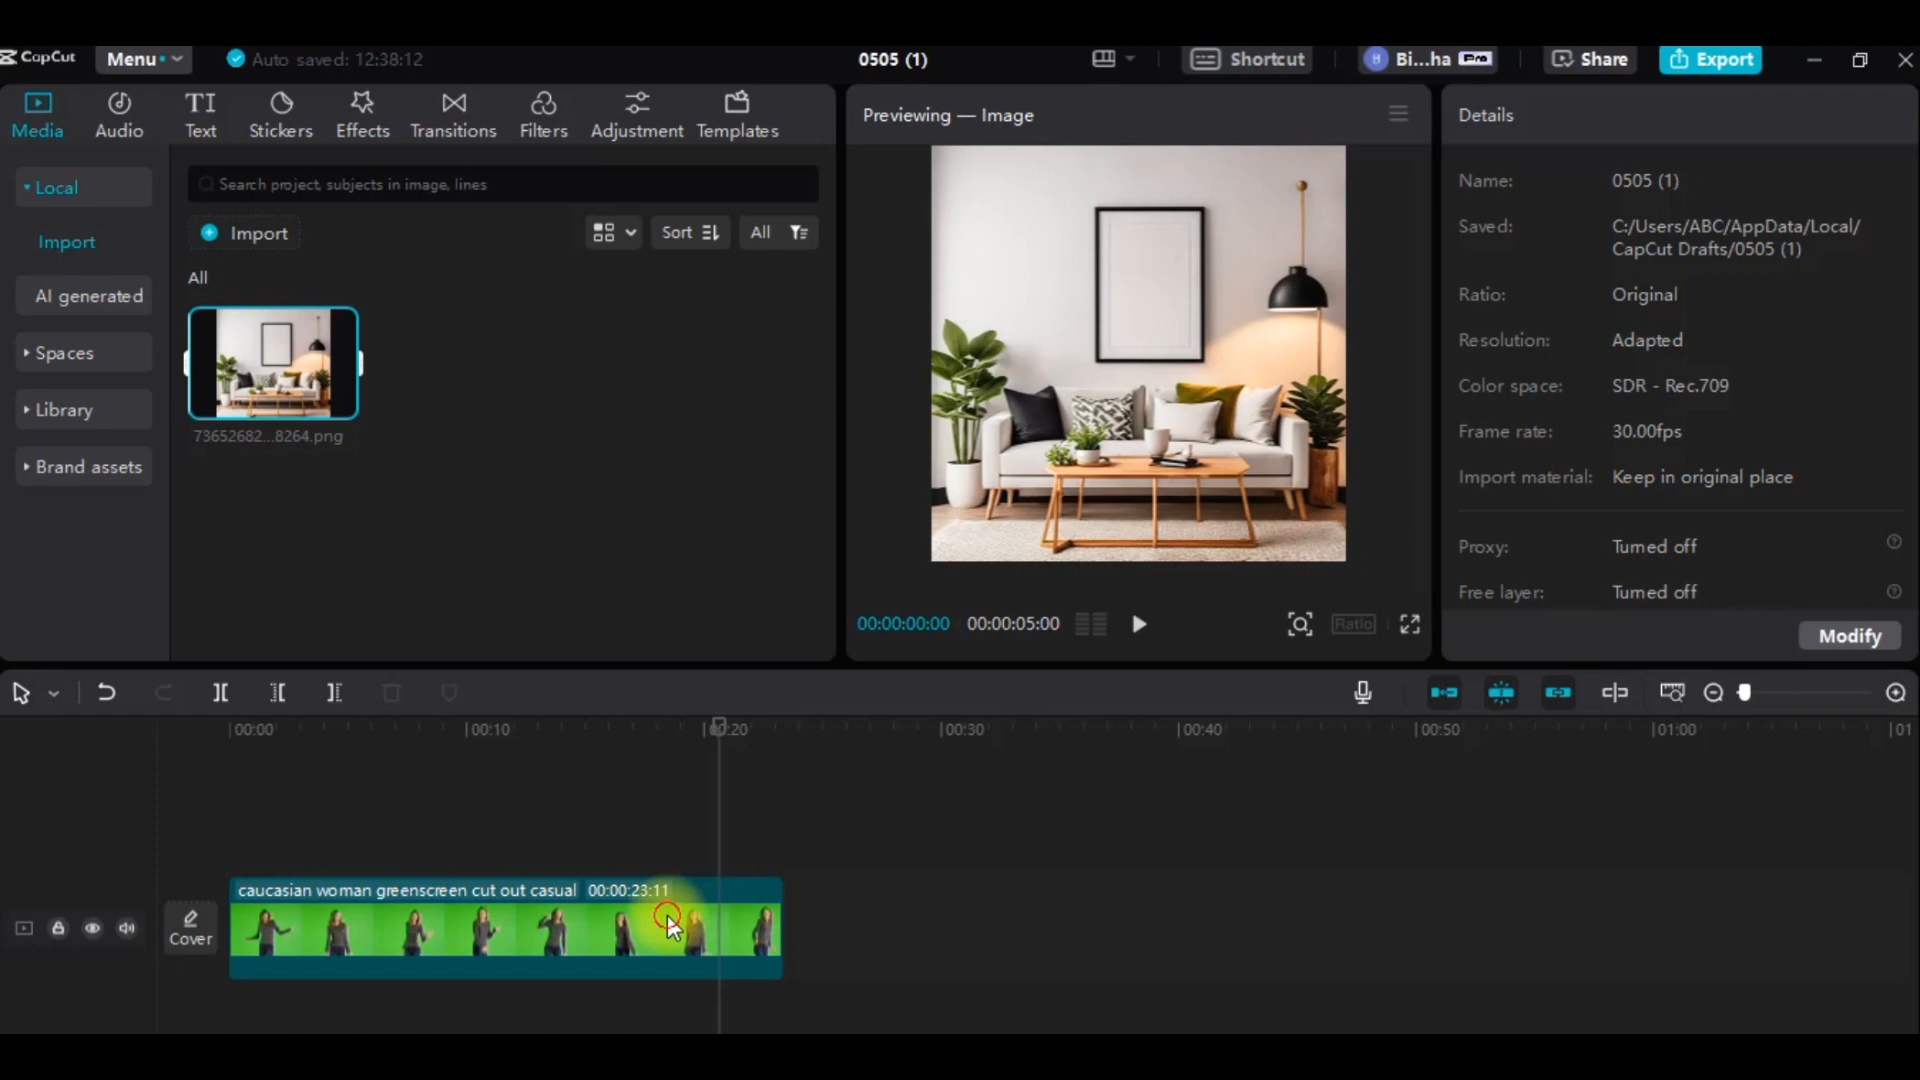 CapCut
Menu
Auto saved: 12:38:12
0505 (1)
Shortcut
Bi...ha
Pro
Share
Export
Media
Audio
TI
Text
Stickers
Effects
Transitions
Filters
Adjustment
Templates
Local
Import
AI generated
Spaces
Library
Brand assets
Search project, subjects in image, lines
Import
Sort
All
All
73652682...8264.png
Previewing — Image
00:00:00:00
00:00:05:00
Ratio
Details
Name: 0505 (1)
Saved: C:/Users/ABC/AppData/Local/
CapCut Drafts/0505 (1)
Ratio: Original
Resolution: Adapted
Color space: SDR - Rec.709
Frame rate: 30.00fps
Import material: Keep in original place
Proxy: Turned off
Free layer: Turned off
Modify
00:00
00:10
00:20
00:30
00:40
00:50
01:00
01
Cover
caucasian woman greenscreen cut out casual 00:00:23:11